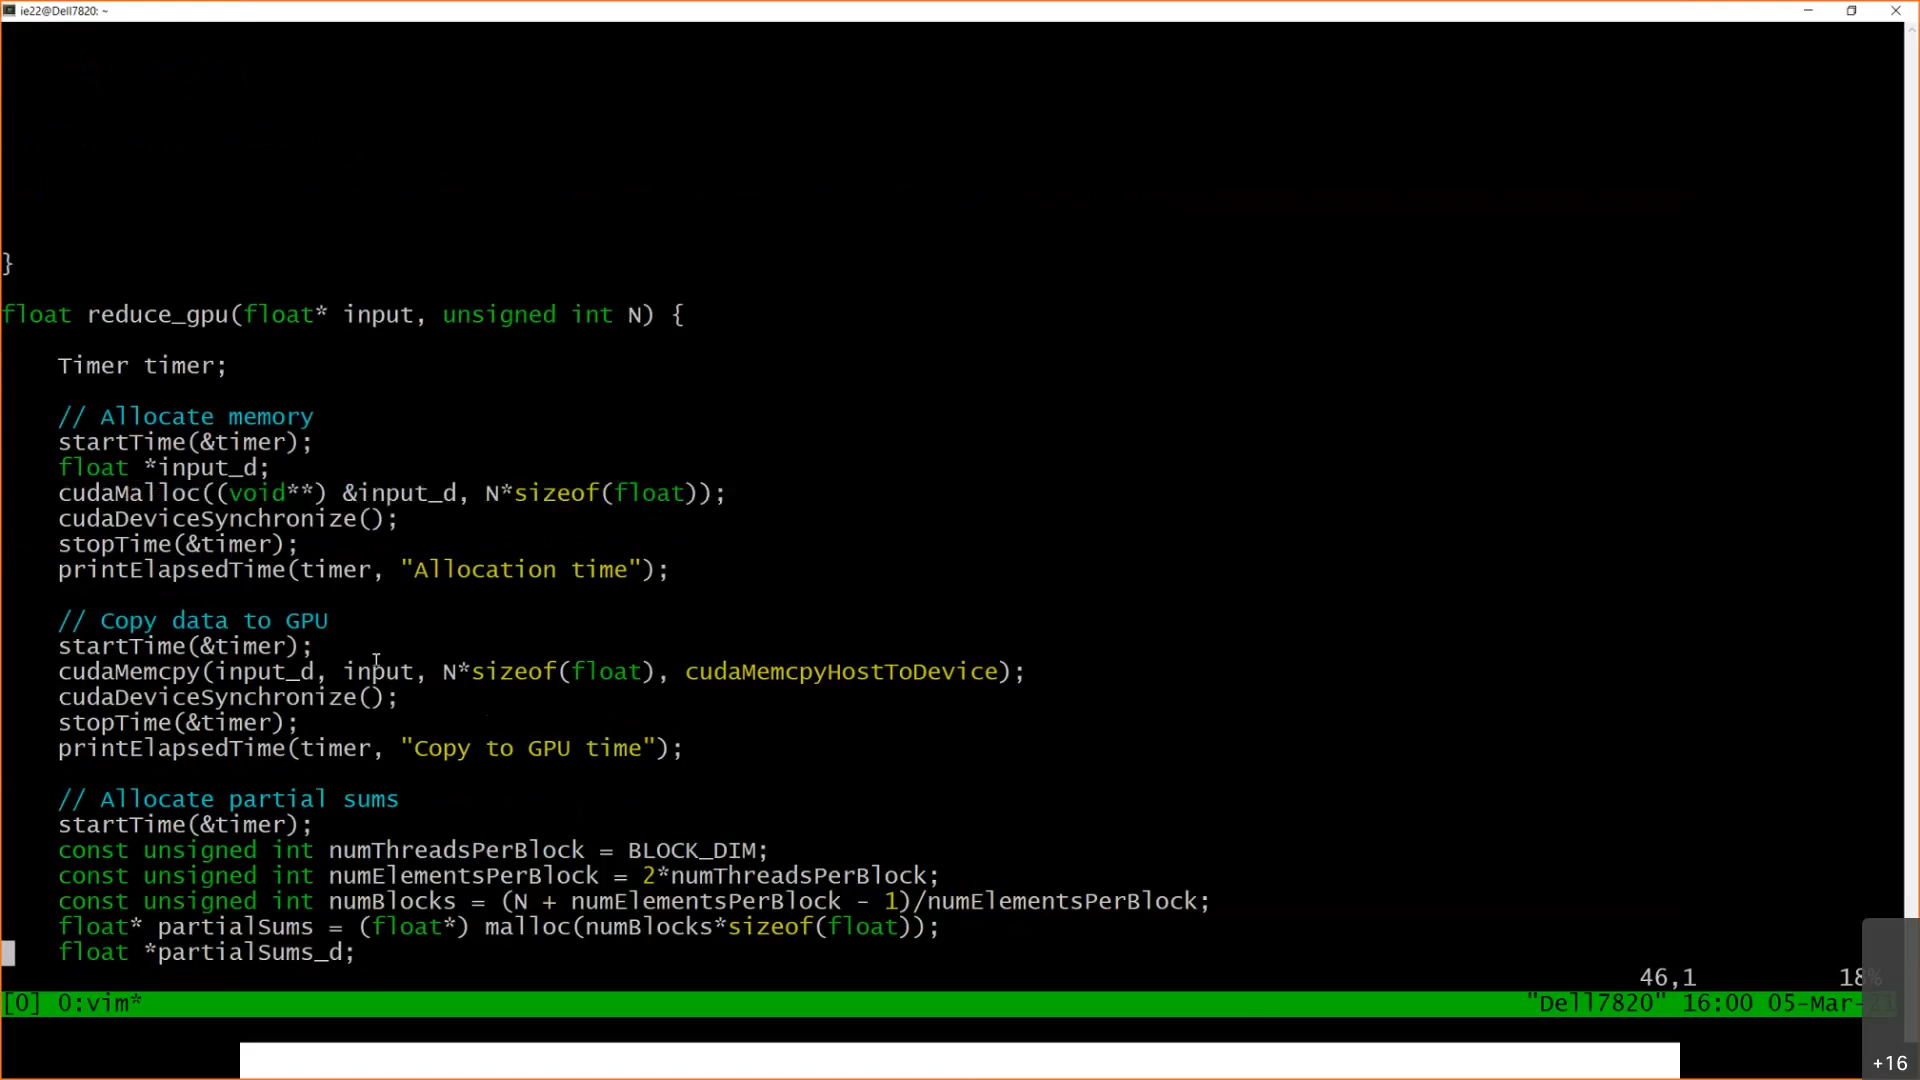 ie22@Dell7820: ~
}
float reduce_gpu(float* input, unsigned int N) {
Timer timer;
// Allocate memory
startTime(&timer);
float *input_d;
cudaMalloc((void**) &input_d, N*sizeof(float));
cudaDeviceSynchronize();
stopTime(&timer);
printElapsedTime(timer, "Allocation time");
// Copy data to GPU
startTime(&timer);
cudaMemcpy(input_d, input, N*sizeof(float), cudaMemcpyHostToDevice);
cudaDeviceSynchronize();
stopTime(&timer);
printElapsedTime(timer, "Copy to GPU time");
// Allocate partial sums
startTime(&timer);
const unsigned int numThreadsPerBlock = BLOCK_DIM;
const unsigned int numElementsPerBlock = 2*numThreadsPerBlock;
const unsigned int numBlocks = (N + numElementsPerBlock - 1)/numElementsPerBlock;
float* partialSums = (float*) malloc(numBlocks*sizeof(float));
float *partialSums_d;
46,1 18%
[0] 0:vim* "Dell7820" 16:00 05-Mar-
+16